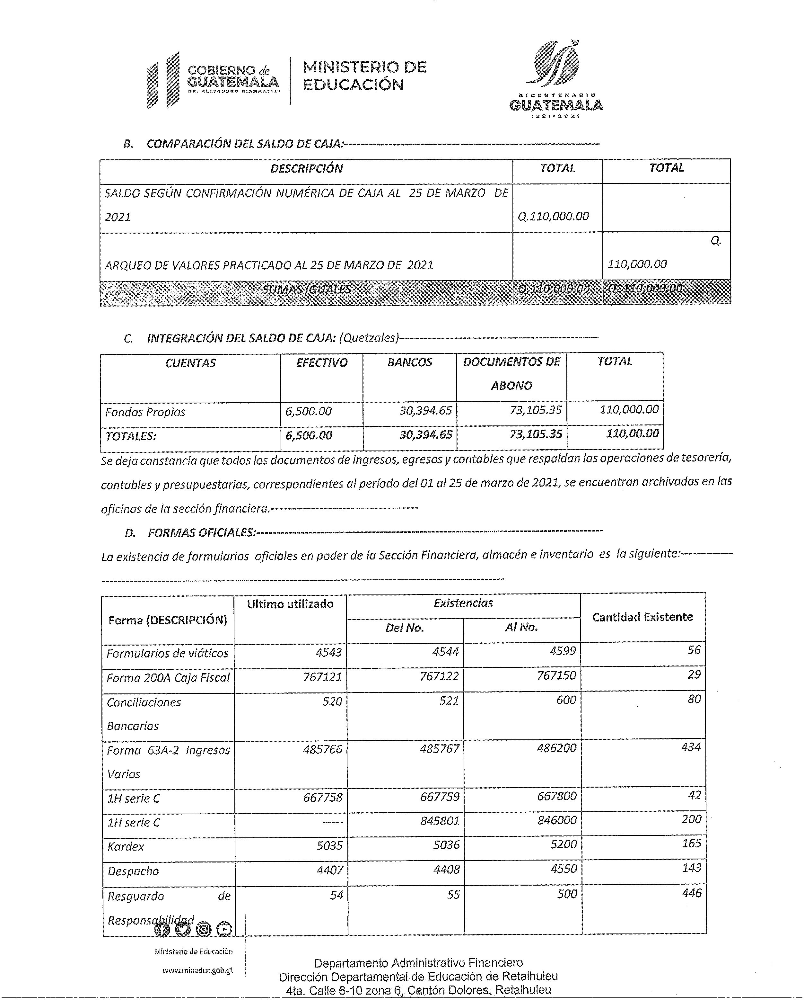 GOBIERNO de
GUATEMALA
DR. ALEJANDRO GIAMMATTEI
MINISTERIO DE
EDUCACIÓN
BICENTENARIO
GUATEMALA
1821-2021
B. COMPARACIÓN DEL SALDO DE CAJA:------------------------------------------------------------
DESCRIPCIÓN TOTAL TOTAL
SALDO SEGÚN CONFIRMACIÓN NUMÉRICA DE CAJA AL 25 DE MARZO DE
2021 Q.110,000.00
Q.
ARQUEO DE VALORES PRACTICADO AL 25 DE MARZO DE 2021 110,000.00
SUMAS IGUALES Q. 110,000.00 Q. 110,000.00
C. INTEGRACIÓN DEL SALDO DE CAJA: (Quetzales)------------------------------------------------
CUENTAS EFECTIVO BANCOS DOCUMENTOS DE TOTAL
ABONO
Fondos Propios 6,500.00 30,394.65 73,105.35 110,000.00
TOTALES: 6,500.00 30,394.65 73,105.35 110,00.00
Se deja constancia que todos los documentos de ingresos, egresos y contables que respaldan las operaciones de tesorería,
contables y presupuestarias, correspondientes al período del 01 al 25 de marzo de 2021, se encuentran archivados en las
oficinas de la sección financiera.------------------------------------
D. FORMAS OFICIALES:------------------------------------------------------------------------------------
La existencia de formularios oficiales en poder de la Sección Financiera, almacén e inventario es la siguiente:-------------
---------------------------------------------------------------------------------------------------
Forma (DESCRIPCIÓN) Ultimo utilizado Existencias Cantidad Existente
Del No. Al No.
Formularios de viáticos 4543 4544 4599 56
Forma 200A Caja Fiscal 767121 767122 767150 29
Conciliaciones 520 521 600 80
Bancarias
Forma 63A-2 Ingresos 485766 485767 486200 434
Varios
1H serie C 667758 667759 667800 42
1H serie C ----- 845801 846000 200
Kardex 5035 5036 5200 165
Despacho 4407 4408 4550 143
Resguardo de 54 55 500 446
Responsabilidad
Ministerio de Educación
www.mineduc.gob.gt
Departamento Administrativo Financiero
Dirección Departamental de Educación de Retalhuleu
4ta. Calle 6-10 zona 6, Cantón Dolores, Retalhuleu